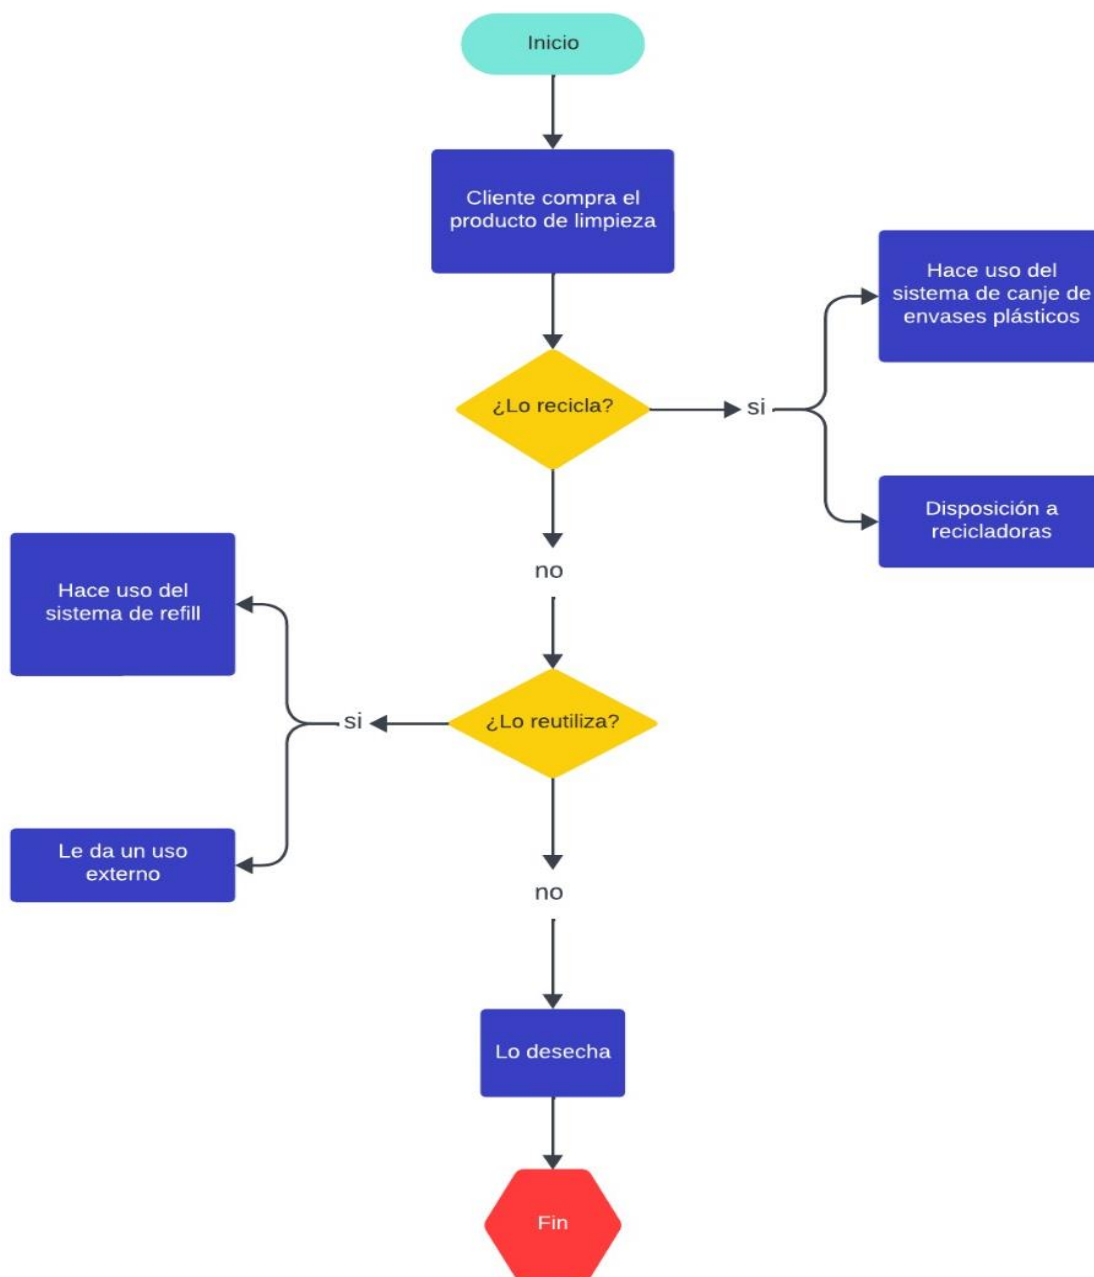 Inicio
Cliente compra el
producto de limpieza
Hace uso del
sistema de canje de
envases plásticos
¿Lo recicla?
si
Disposición a
recicladoras
no
Hace uso del
sistema de refill
¿Lo reutiliza?
si
Le da un uso
externo
no
Lo desecha
Fin